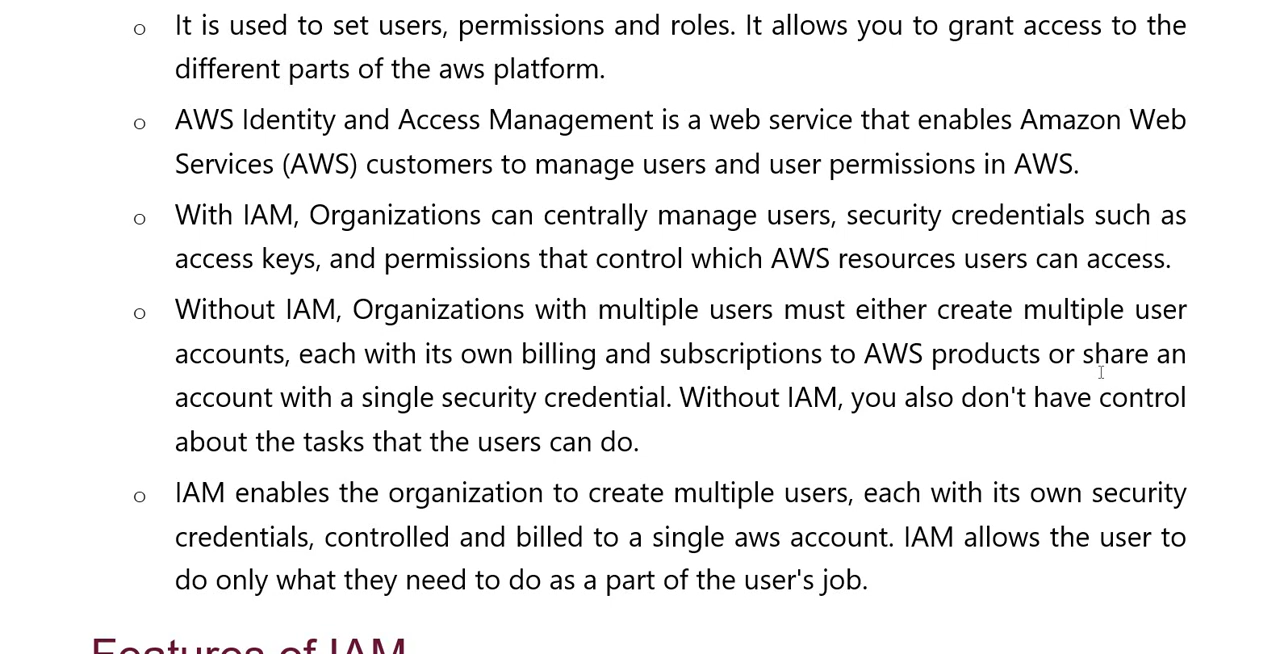 o It is used to set users, permissions and roles. It allows you to grant access to the
different parts of the aws platform.
o AWS Identity and Access Management is a web service that enables Amazon Web
Services (AWS) customers to manage users and user permissions in AWS.
o With IAM, Organizations can centrally manage users, security credentials such as
access keys, and permissions that control which AWS resources users can access.
o Without IAM, Organizations with multiple users must either create multiple user
accounts, each with its own billing and subscriptions to AWS products or share an
account with a single security credential. Without IAM, you also don't have control
about the tasks that the users can do.
o IAM enables the organization to create multiple users, each with its own security
credentials, controlled and billed to a single aws account. IAM allows the user to
do only what they need to do as a part of the user's job.
Features of IAM